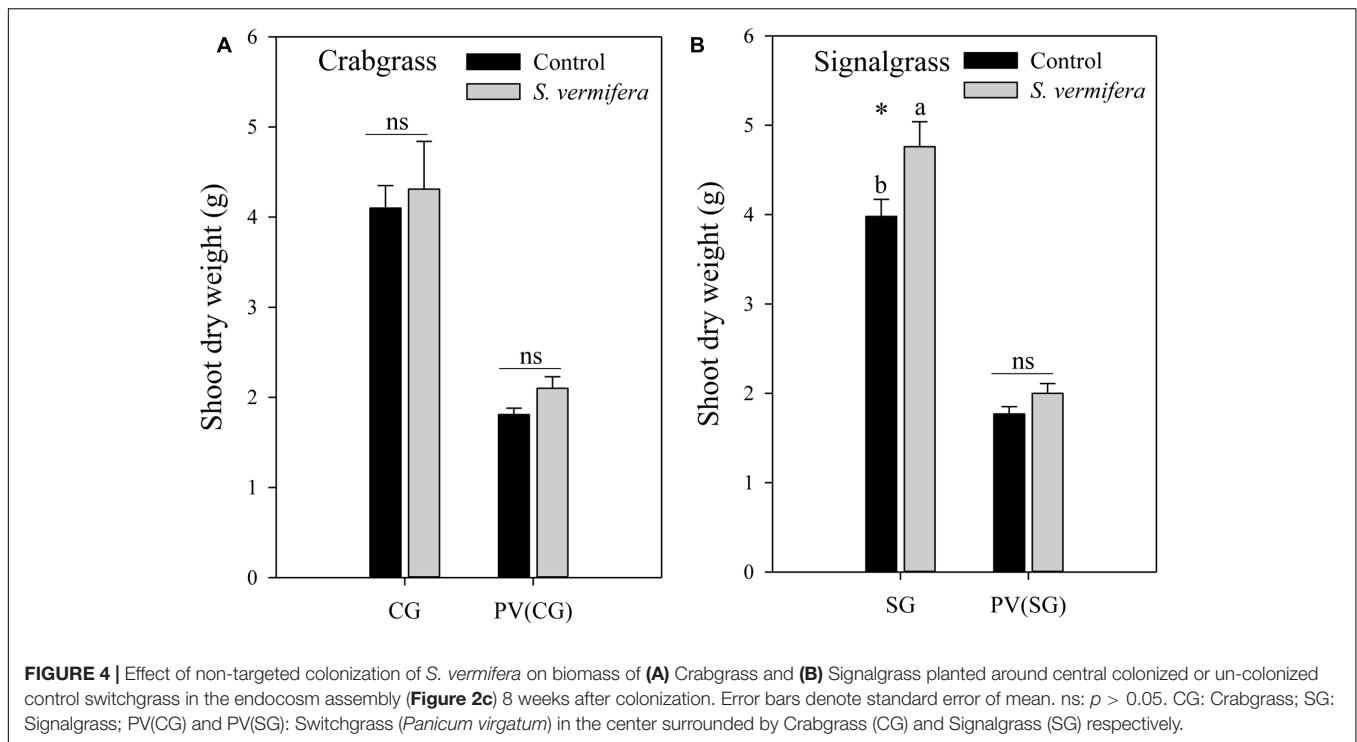 A
Crabgrass
Control
S. vermifera
Shoot dry weight (g)
6
5
4
3
2
1
0
ns
ns
CG
PV(CG)
B
Signalgrass
Control
S. vermifera
Shoot dry weight (g)
6
5
4
3
2
1
0
*
a
b
ns
SG
PV(SG)
FIGURE 4 | Effect of non-targeted colonization of S. vermifera on biomass of (A) Crabgrass and (B) Signalgrass planted around central colonized or un-colonized
control switchgrass in the endocosm assembly (Figure 2c) 8 weeks after colonization. Error bars denote standard error of mean. ns: p > 0.05. CG: Crabgrass; SG:
Signalgrass; PV(CG) and PV(SG): Switchgrass (Panicum virgatum) in the center surrounded by Crabgrass (CG) and Signalgrass (SG) respectively.